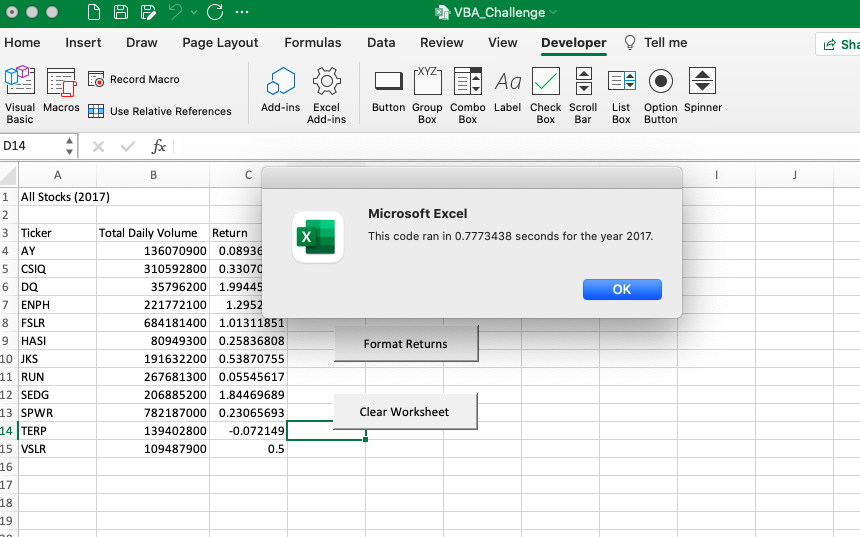 VBA_Challenge
Home Insert Draw Page Layout Formulas Data Review View Developer Tell me
Visual Basic
Macros
Record Macro
Use Relative References
Add-ins
Excel Add-ins
Button
Group Box
Combo Box
Label
Check Box
Scroll Bar
List Box
Option Button
Spinner
XYZ
Aa
D14 fx
A B C I J
1 All Stocks (2017)
2
3 Ticker Total Daily Volume Return
4 AY 136070900 0.0893
5 CSIQ 310592800 0.3307
6 DQ 35796200 1.9944
7 ENPH 221772100 1.2952
8 FSLR 684181400 1.01311851
9 HASI 80949300 0.25836808
10 JKS 191632200 0.53870755
11 RUN 267681300 0.05545617
12 SEDG 206885200 1.84469689
13 SPWR 782187000 0.23065693
14 TERP 139402800 -0.072149
15 VSLR 109487900 0.5
16
17
18
19
Microsoft Excel
This code ran in 0.7773438 seconds for the year 2017.
OK
Format Returns
Clear Worksheet